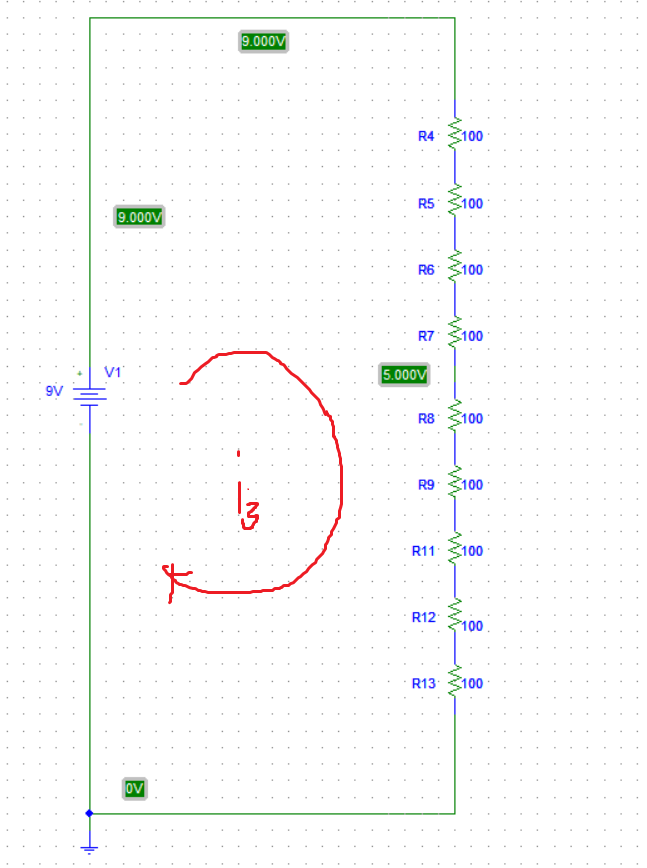 9.000V
R4 100
R5 100
R6 100
9.000V
R7 100
+ V1
5.000V
9V
-
R8 100
R9 100
i3
R11 100
R12 100
R13 100
0V